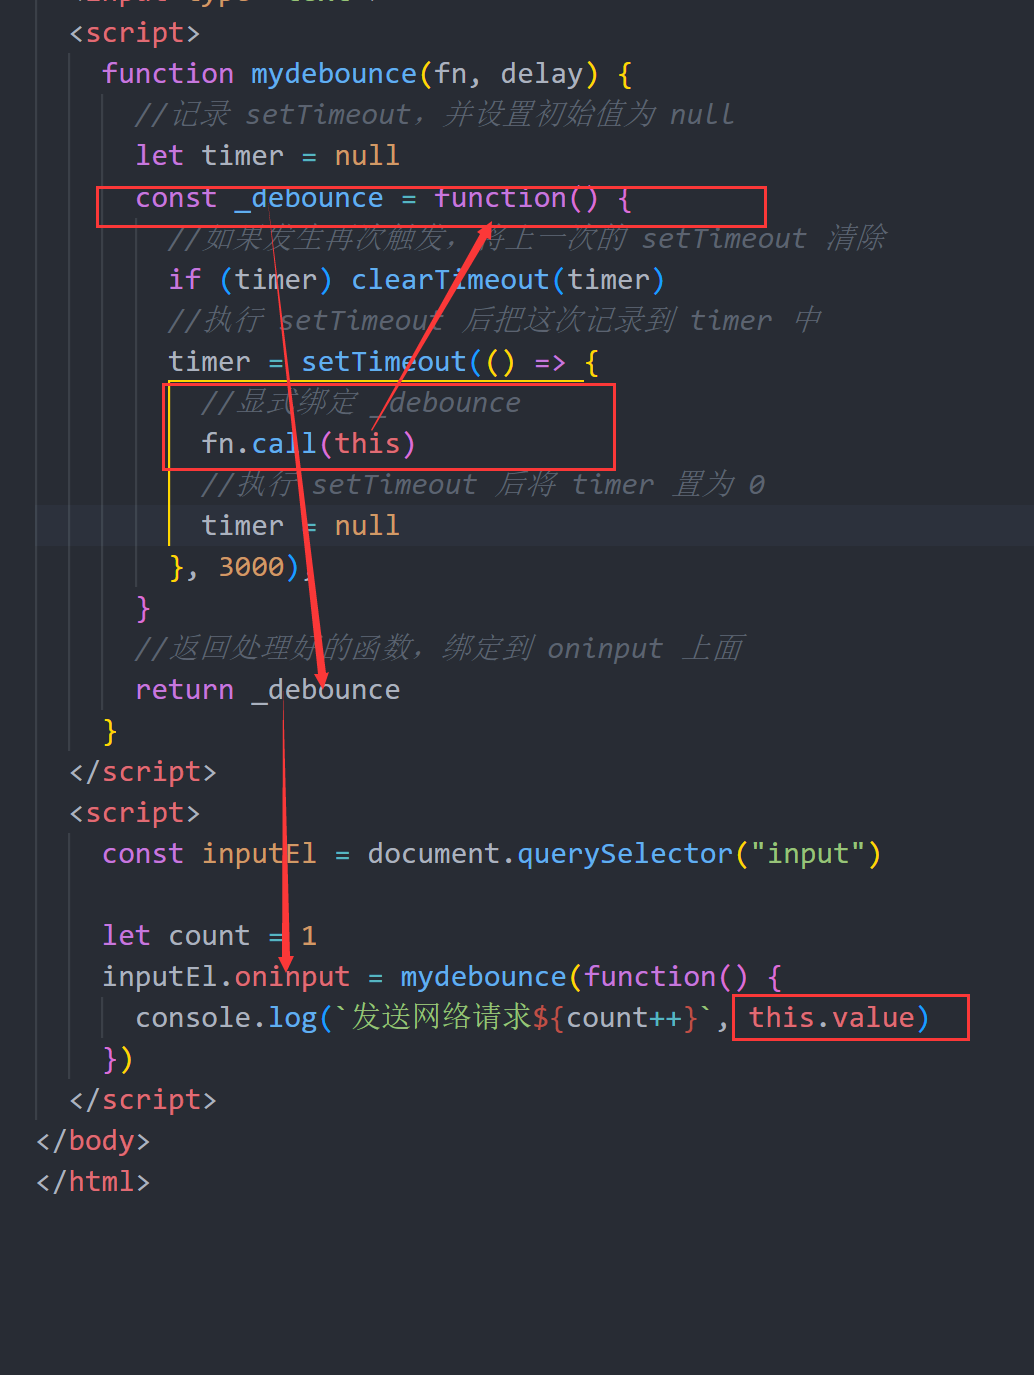 <script>
function mydebounce(fn, delay) {
//记录 setTimeout，并设置初始值为 null
let timer = null
const _debounce = function() {
//如果发生再次触发，将上一次的 setTimeout 清除
if (timer) clearTimeout(timer)
//执行 setTimeout 后把这次记录到 timer 中
timer = setTimeout(() => {
//显式绑定 _debounce
fn.call(this)
//执行 setTimeout 后将 timer 置为 0
timer = null
}, 3000);
}
//返回处理好的函数，绑定到 oninput 上面
return _debounce
}
</script>
<script>
const inputEl = document.querySelector("input")
let count = 1
inputEl.oninput = mydebounce(function() {
console.log(`发送网络请求${count++}`, this.value)
})
</script>
</body>
</html>